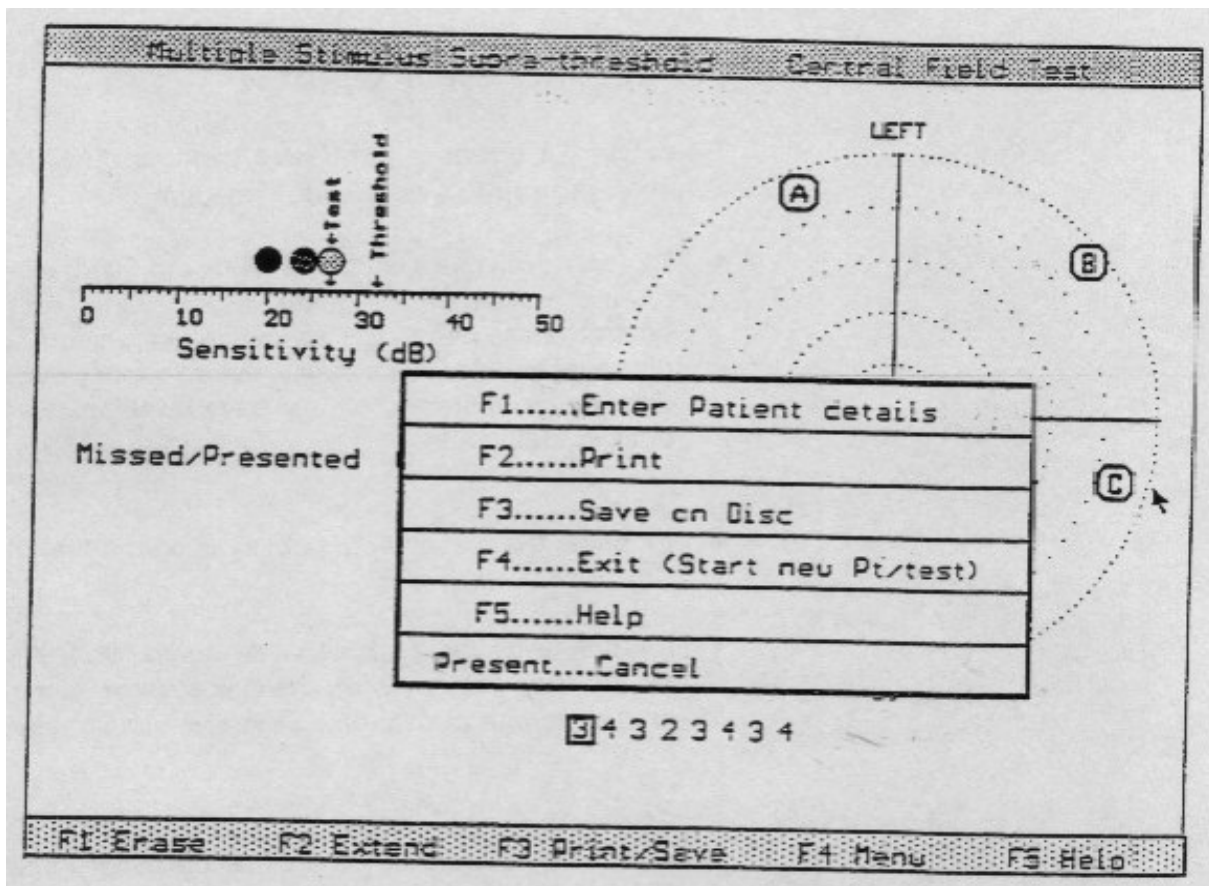 Multiple Stimulus Supra-threshold Central Field Test
LEFT
A
B
Test
Threshold
0 10 20 30 40 50
Sensitivity (dB)
F1......Enter Patient details
Missed/Presented
F2......Print
C
F3......Save on Disc
F4......Exit (Start new Pt/test)
F5......Help
Present....Cancel
3 4 3 2 3 4 3 4
F1 Erase F2 Extend F3 Print/Save F4 Menu F5 Help